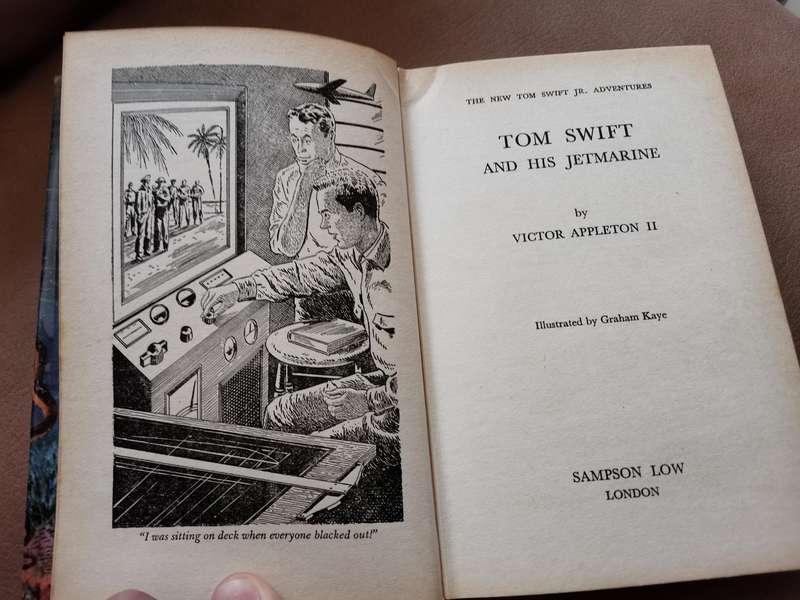 "I was sitting on deck when everyone blacked out!"
THE NEW TOM SWIFT JR. ADVENTURES
TOM SWIFT
AND HIS JETMARINE
by
VICTOR APPLETON II
Illustrated by Graham Kaye
SAMPSON LOW
LONDON